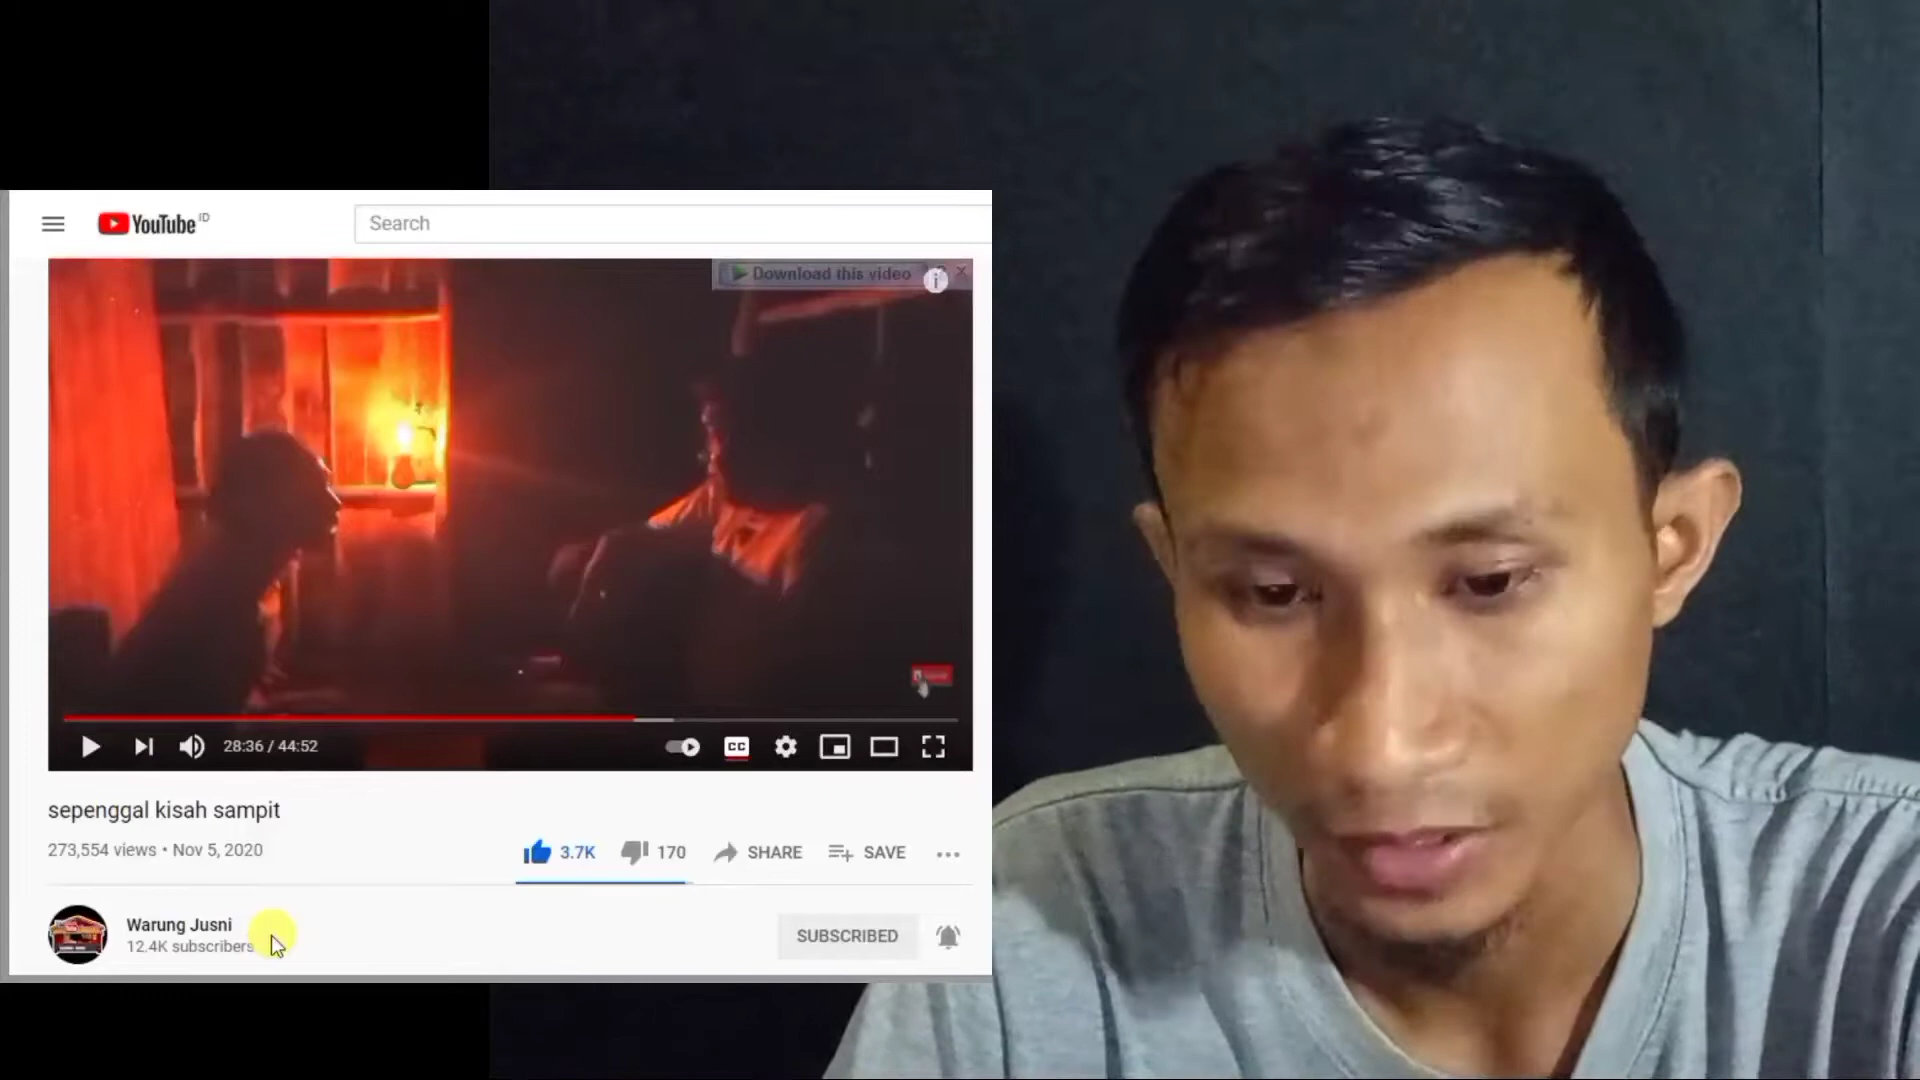 YouTube ID
Search
Download this video
28:36 / 44:52
CC
sepenggal kisah sampit
273,554 views • Nov 5, 2020
3.7K
170
SHARE
SAVE
Warung Jusni
12.4K subscribers
SUBSCRIBED